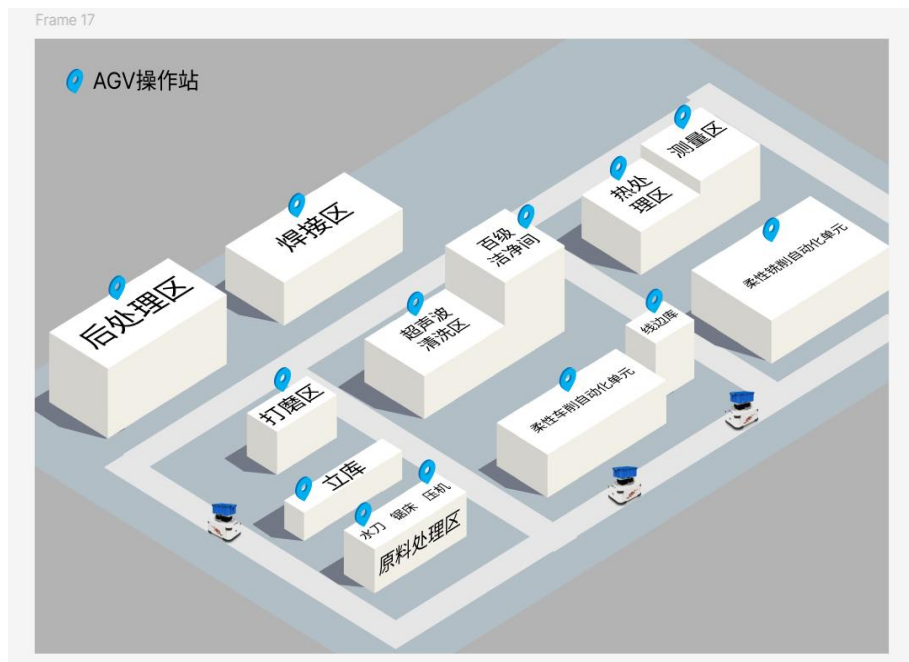 Frame 17
AGV操作站
测量区
热处
理区
焊接区
百级
洁净间
柔性铣削自动化单元
后处理区
超声波
清洗区
线边库
打磨区
柔性车削自动化单元
立库
水刀 锯床 压机
原料处理区